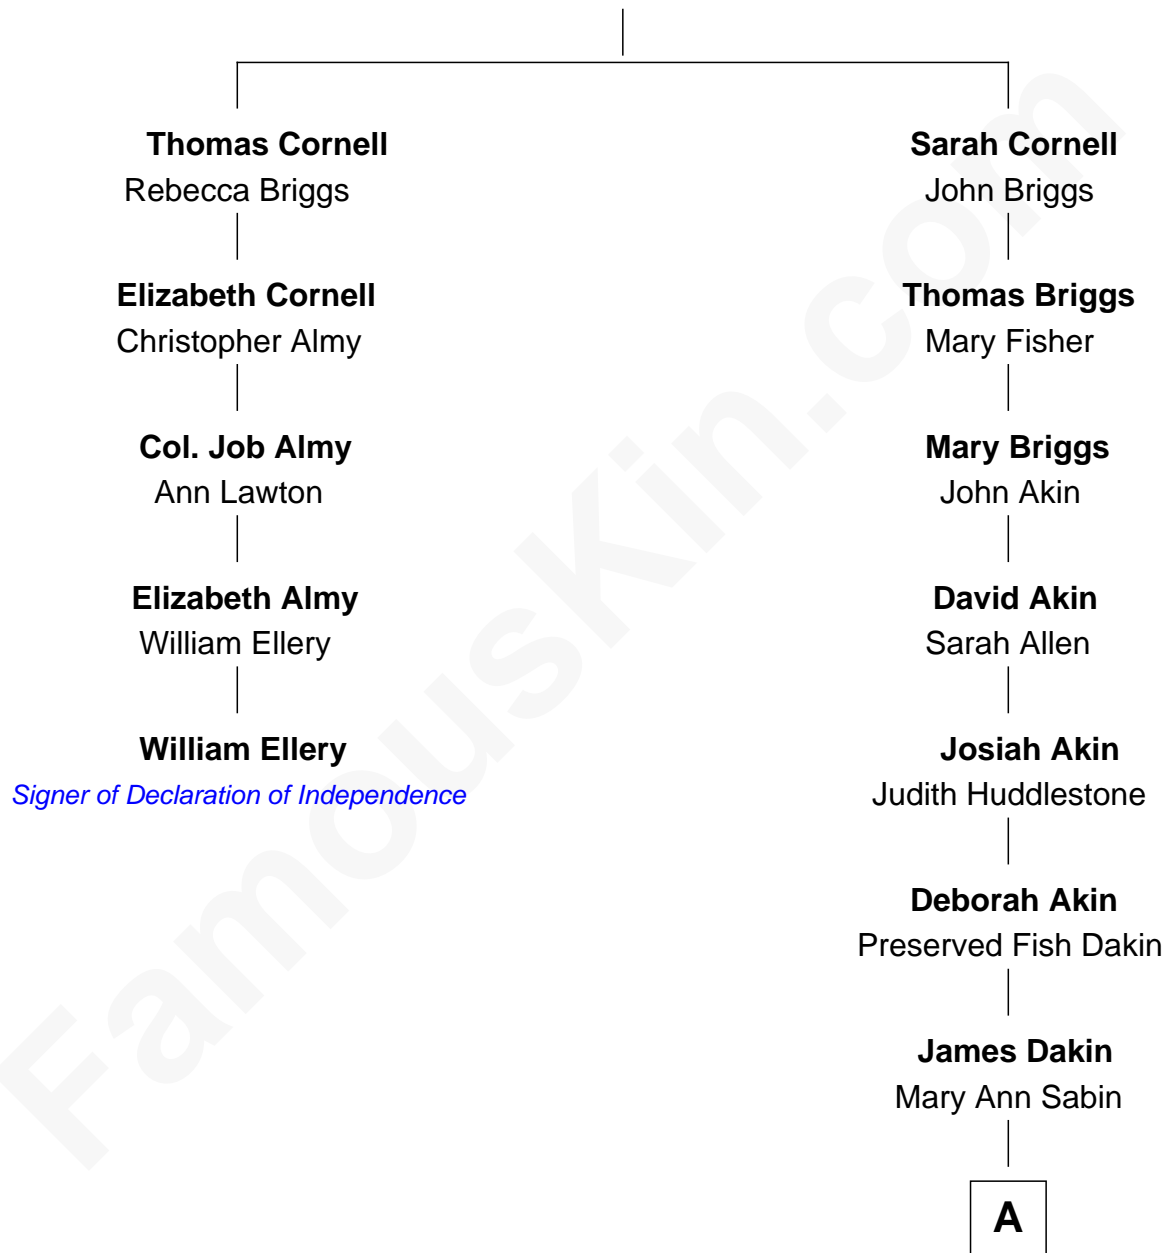 Thomas Cornell
Rebecca Briggs
Elizabeth Cornell
Christopher Almy
Col. Job Almy
Ann Lawton
Elizabeth Almy
William Ellery
William Ellery
Signer of Declaration of Independence
Sarah Cornell
John Briggs
Thomas Briggs
Mary Fisher
Mary Briggs
John Akin
David Akin
Sarah Allen
Josiah Akin
Judith Huddlestone
Deborah Akin
Preserved Fish Dakin
James Dakin
Mary Ann Sabin
A
FamousKin.com